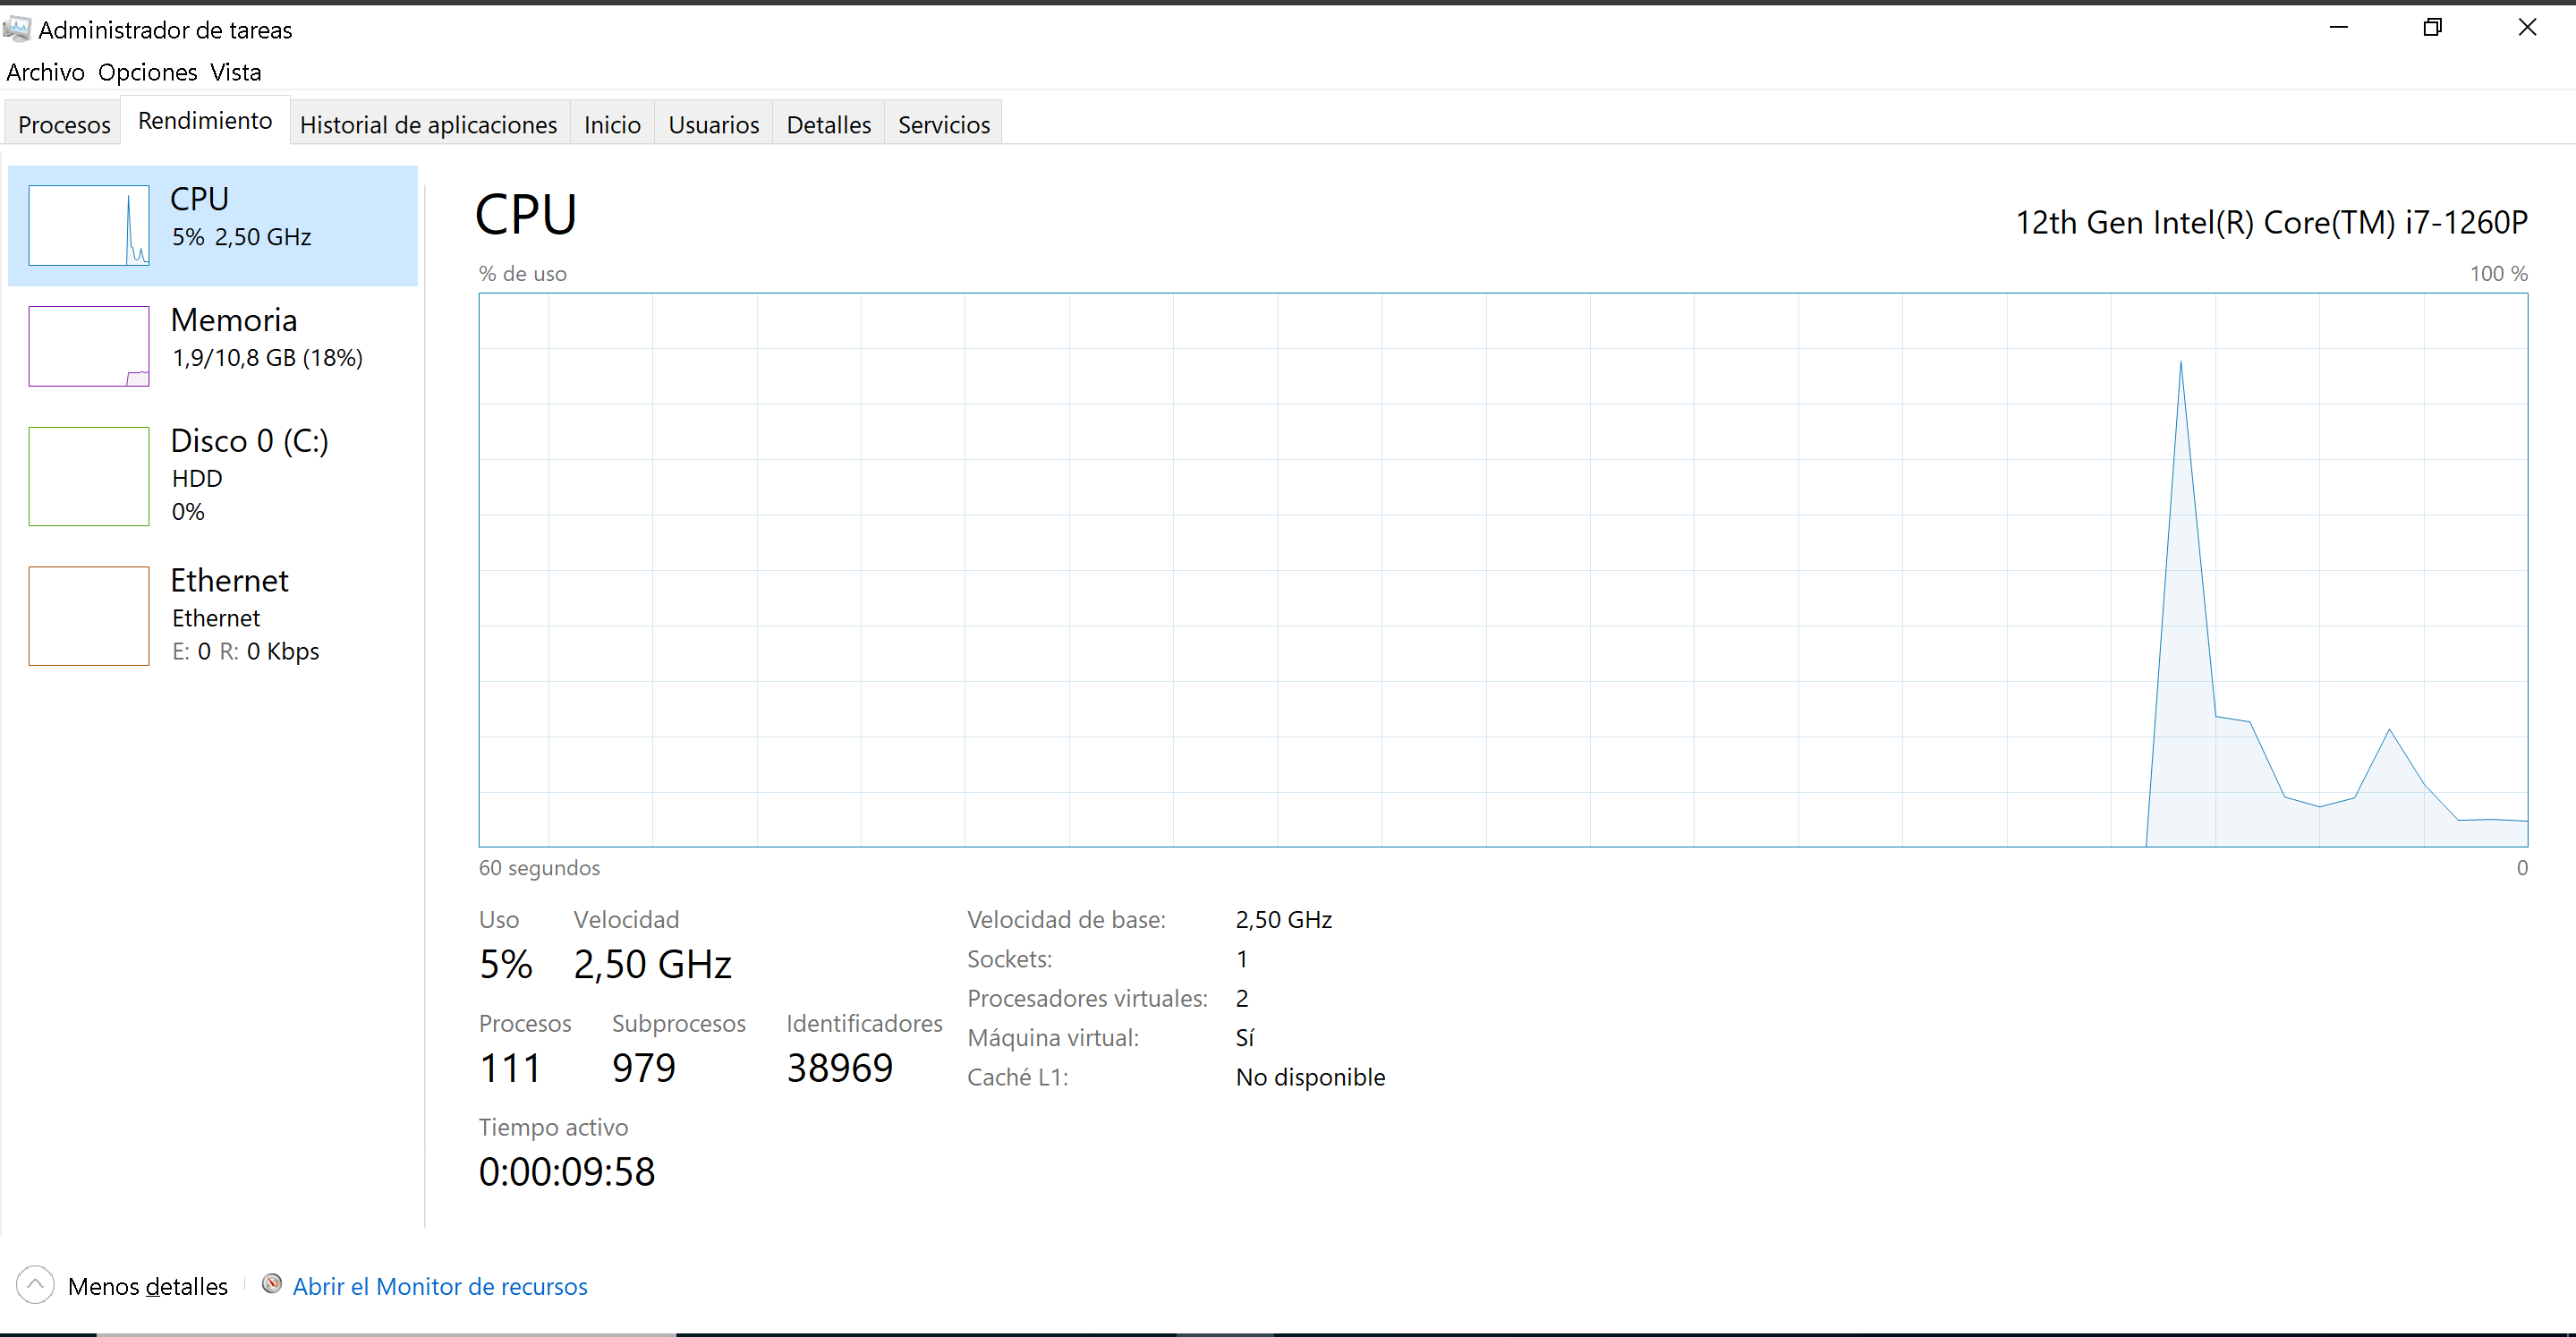 Administrador de tareas
Archivo Opciones Vista
Procesos Rendimiento Historial de aplicaciones Inicio Usuarios Detalles Servicios
CPU
5% 2,50 GHz
Memoria
1,9/10,8 GB (18%)
Disco 0 (C:)
HDD
0%
Ethernet
Ethernet
E: 0 R: 0 Kbps
CPU
12th Gen Intel(R) Core(TM) i7-1260P
% de uso
100 %
60 segundos
0
Uso Velocidad
5% 2,50 GHz
Procesos Subprocesos Identificadores
111 979 38969
Tiempo activo
0:00:09:58
Velocidad de base: 2,50 GHz
Sockets: 1
Procesadores virtuales: 2
Máquina virtual: Sí
Caché L1: No disponible
Menos detalles
Abrir el Monitor de recursos